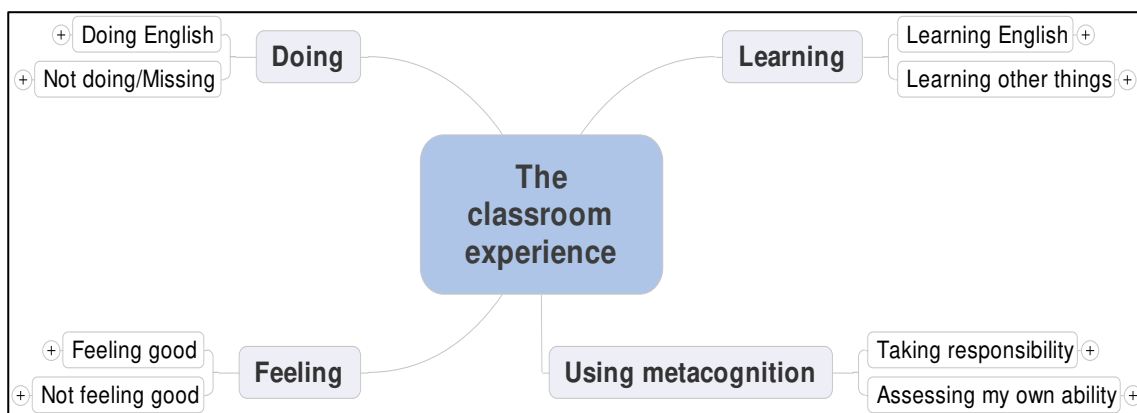 Doing English
Not doing/Missing
Doing
Learning
Learning English
Learning other things
The
classroom
experience
Feeling good
Not feeling good
Feeling
Using metacognition
Taking responsibility
Assessing my own ability